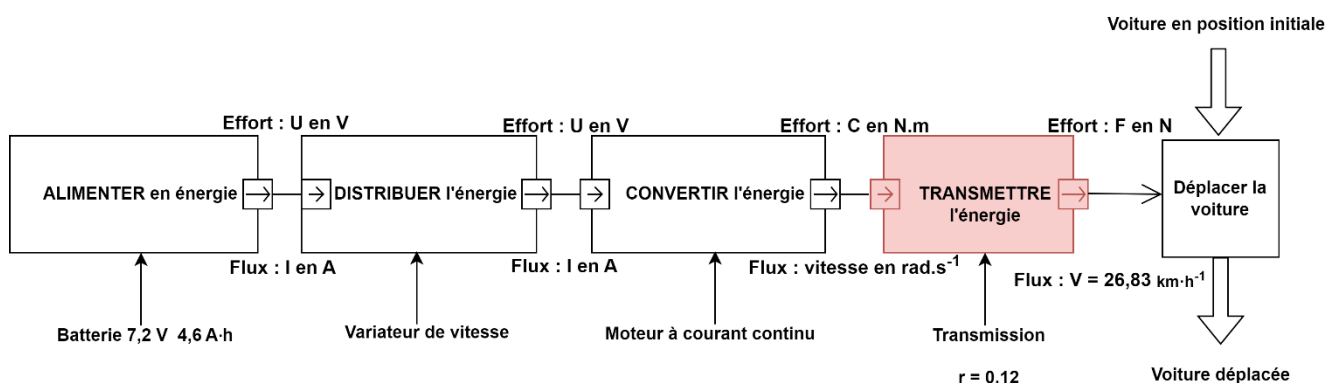 Voiture en position initiale
Effort : U en V
Effort : U en V
Effort : C en N.m
Effort : F en N
ALIMENTER en énergie
DISTRIBUER l'énergie
CONVERTIR l'énergie
TRANSMETTRE
l'énergie
Déplacer la
voiture
Flux : I en A
Flux : I en A
Flux : vitesse en rad.s⁻¹
Flux : V = 26,83 km·h⁻¹
Batterie 7,2 V 4,6 A·h
Variateur de vitesse
Moteur à courant continu
Transmission
r = 0.12
Voiture déplacée